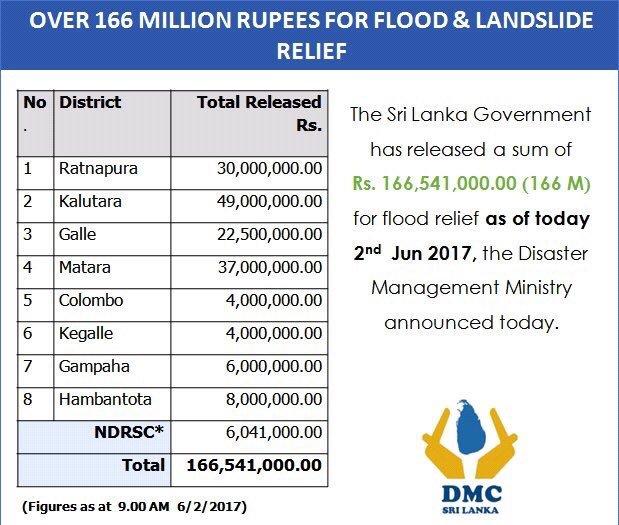 OVER 166 MILLION RUPEES FOR FLOOD & LANDSLIDE
RELIEF
No District Total Released
. Rs.
1 Ratnapura 30,000,000.00
2 Kalutara 49,000,000.00
3 Galle 22,500,000.00
4 Matara 37,000,000.00
5 Colombo 4,000,000.00
6 Kegalle 4,000,000.00
7 Gampaha 6,000,000.00
8 Hambantota 8,000,000.00
NDRSC* 6,041,000.00
Total 166,541,000.00
(Figures as at 9.00 AM 6/2/2017)
The Sri Lanka Government
has released a sum of
Rs. 166,541,000.00 (166 M)
for flood relief as of today
2nd Jun 2017, the Disaster
Management Ministry
announced today.
DMC
SRI LANKA